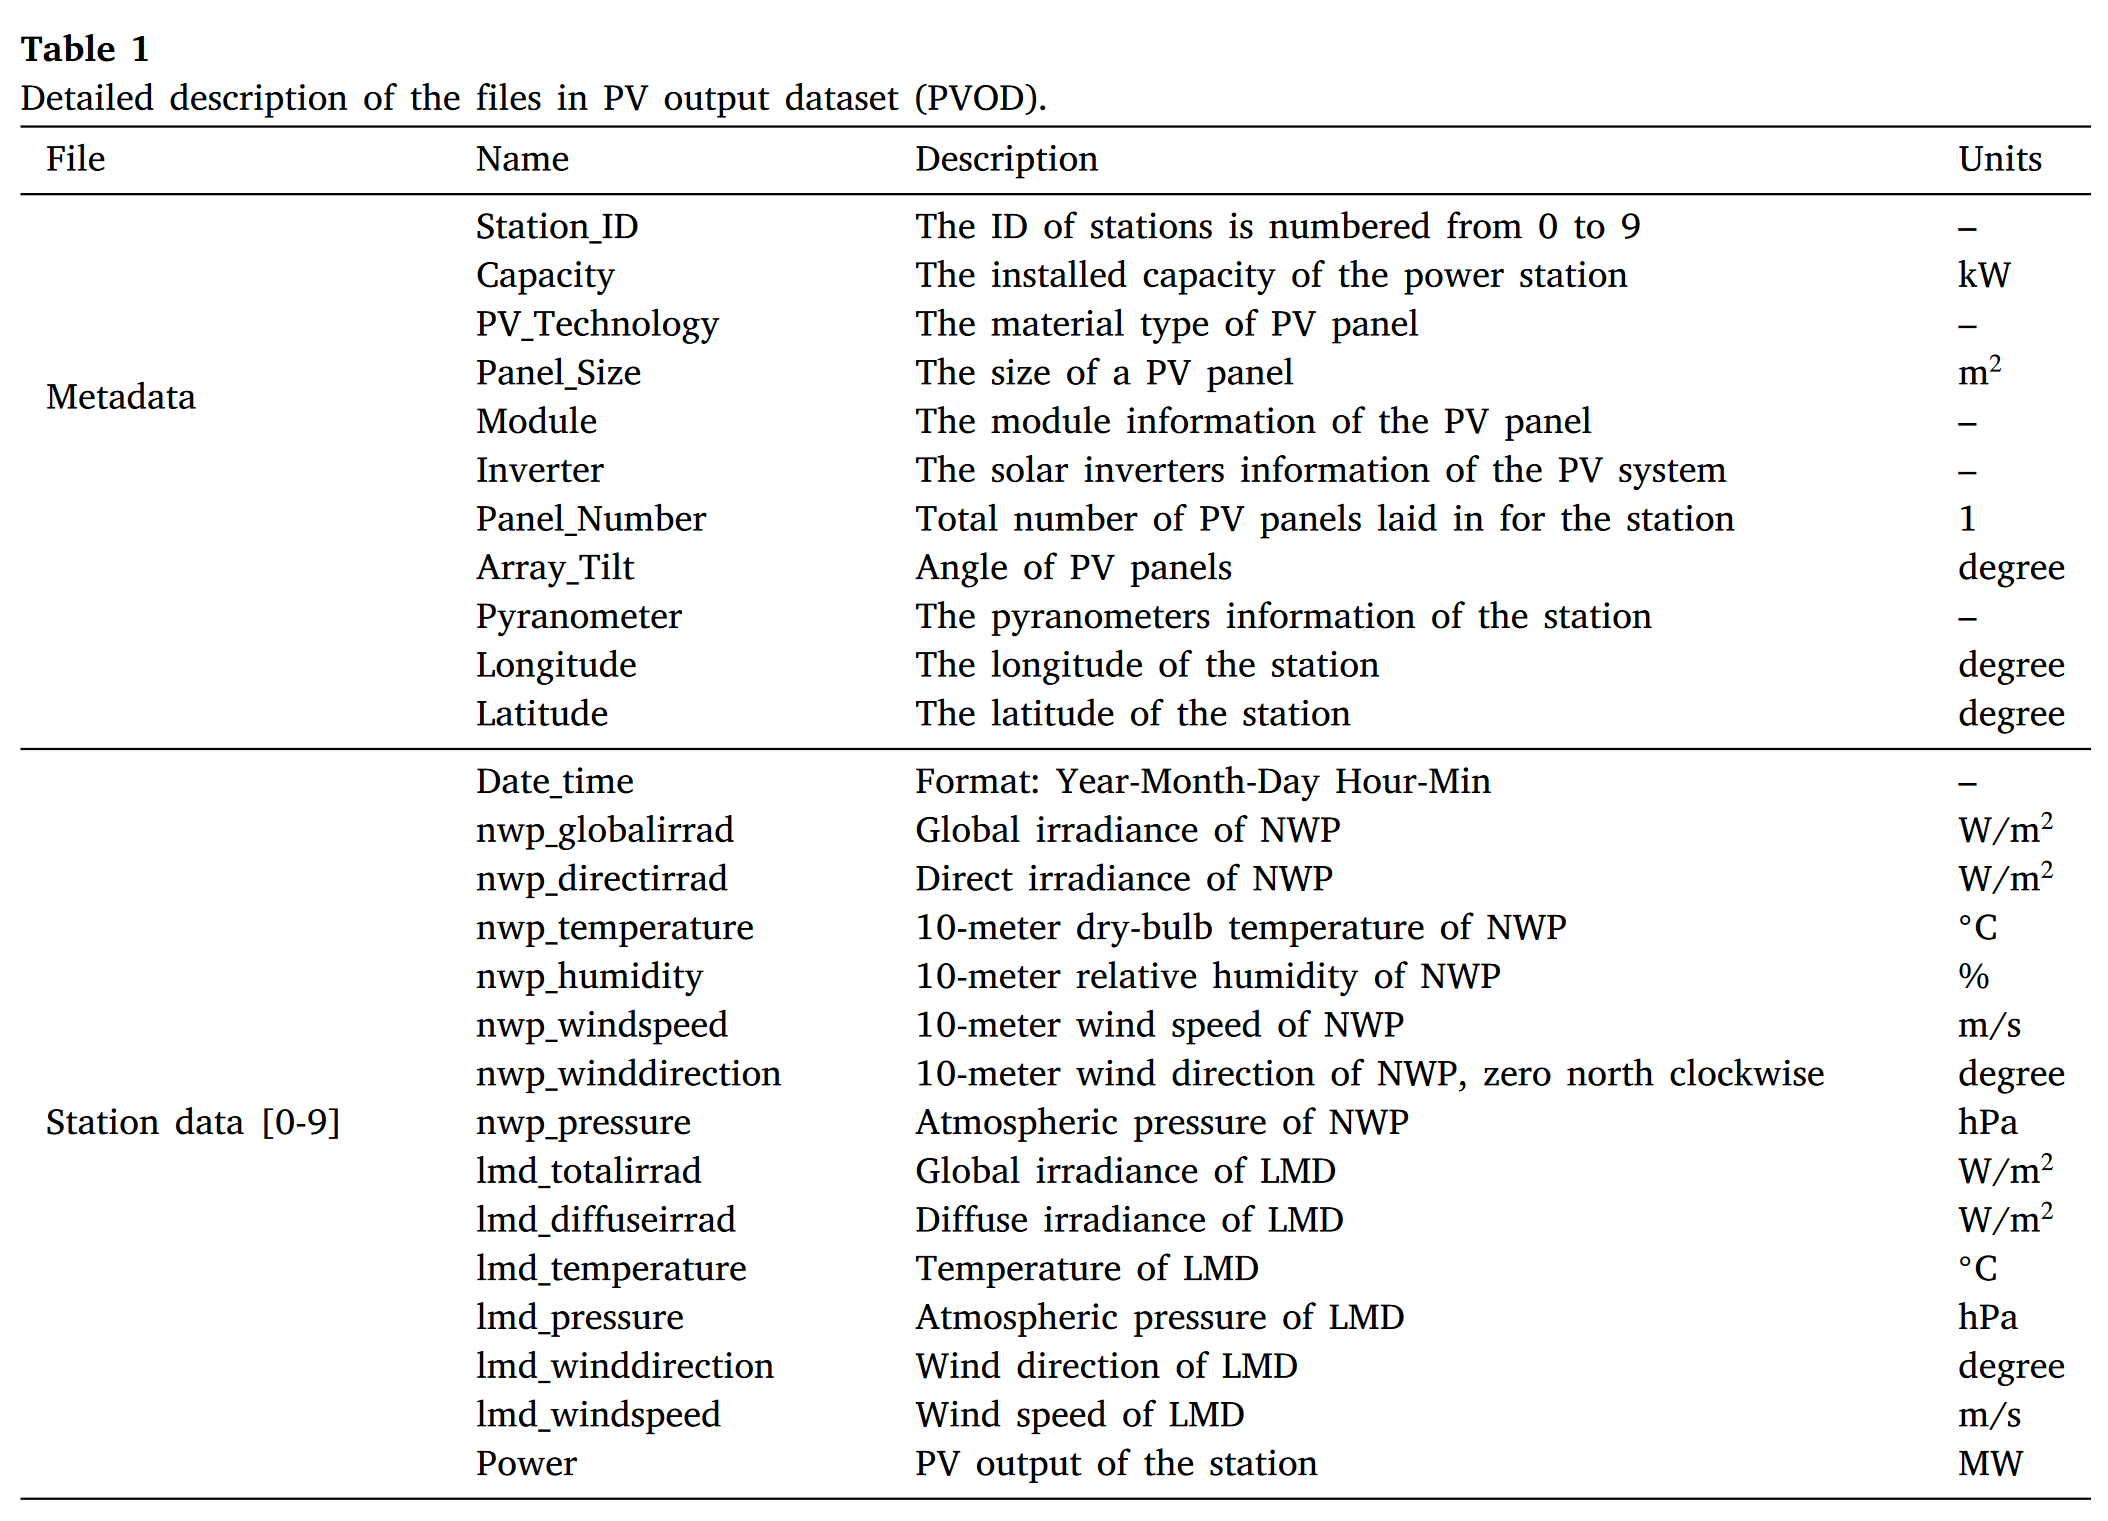 Table 1
Detailed description of the files in PV output dataset (PVOD).
File Name Description Units
Station_ID The ID of stations is numbered from 0 to 9 –
Capacity The installed capacity of the power station kW
PV_Technology The material type of PV panel –
Panel_Size The size of a PV panel m²
Metadata
Module The module information of the PV panel –
Inverter The solar inverters information of the PV system –
Panel_Number Total number of PV panels laid in for the station 1
Array_Tilt Angle of PV panels degree
Pyranometer The pyranometers information of the station –
Longitude The longitude of the station degree
Latitude The latitude of the station degree
Date_time Format: Year-Month-Day Hour-Min –
nwp_globalirrad Global irradiance of NWP W/m²
nwp_directirrad Direct irradiance of NWP W/m²
nwp_temperature 10-meter dry-bulb temperature of NWP °C
nwp_humidity 10-meter relative humidity of NWP %
nwp_windspeed 10-meter wind speed of NWP m/s
nwp_winddirection 10-meter wind direction of NWP, zero north clockwise degree
Station data [0-9] nwp_pressure Atmospheric pressure of NWP hPa
lmd_totalirrad Global irradiance of LMD W/m²
lmd_diffuseirrad Diffuse irradiance of LMD W/m²
lmd_temperature Temperature of LMD °C
lmd_pressure Atmospheric pressure of LMD hPa
lmd_winddirection Wind direction of LMD degree
lmd_windspeed Wind speed of LMD m/s
Power PV output of the station MW